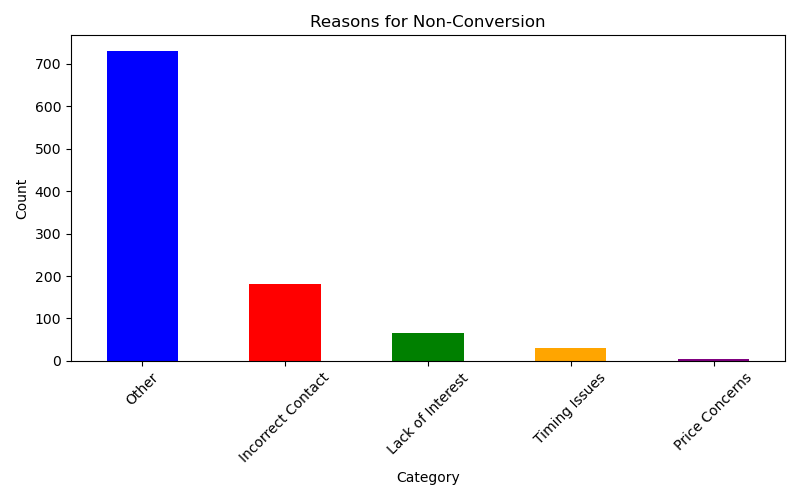 Reasons for Non-Conversion
Count
700
600
500
400
300
200
100
0
Other
Incorrect Contact
Lack of Interest
Timing Issues
Price Concerns
Category